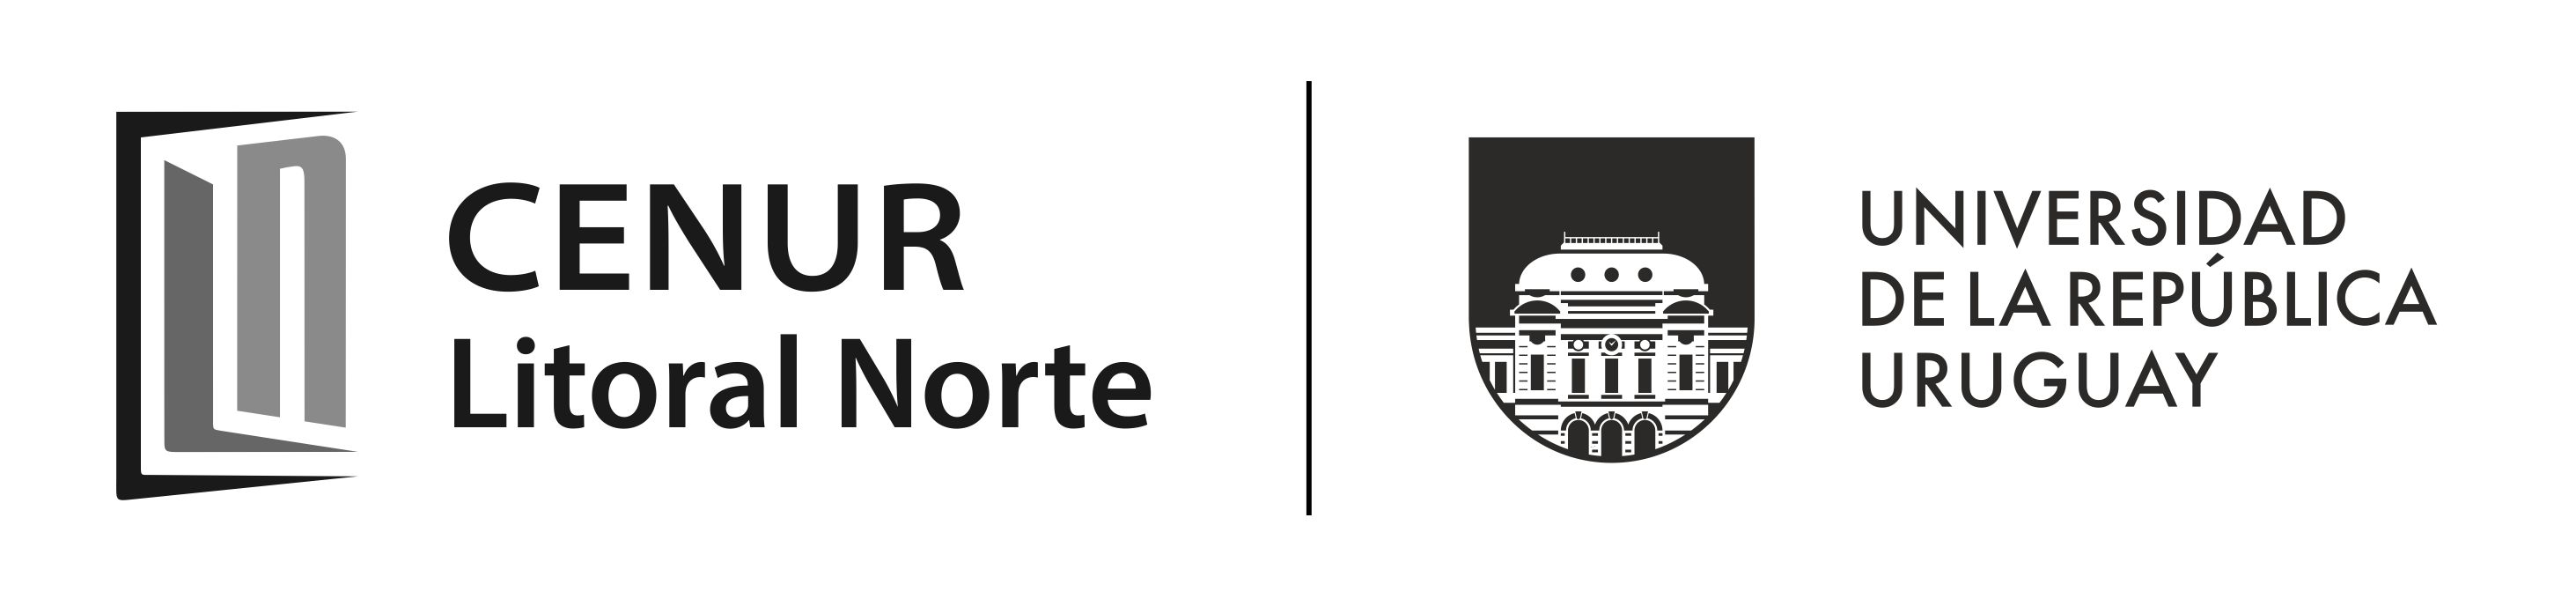 CENUR
Litoral Norte
UNIVERSIDAD
DE LA REPÚBLICA
URUGUAY